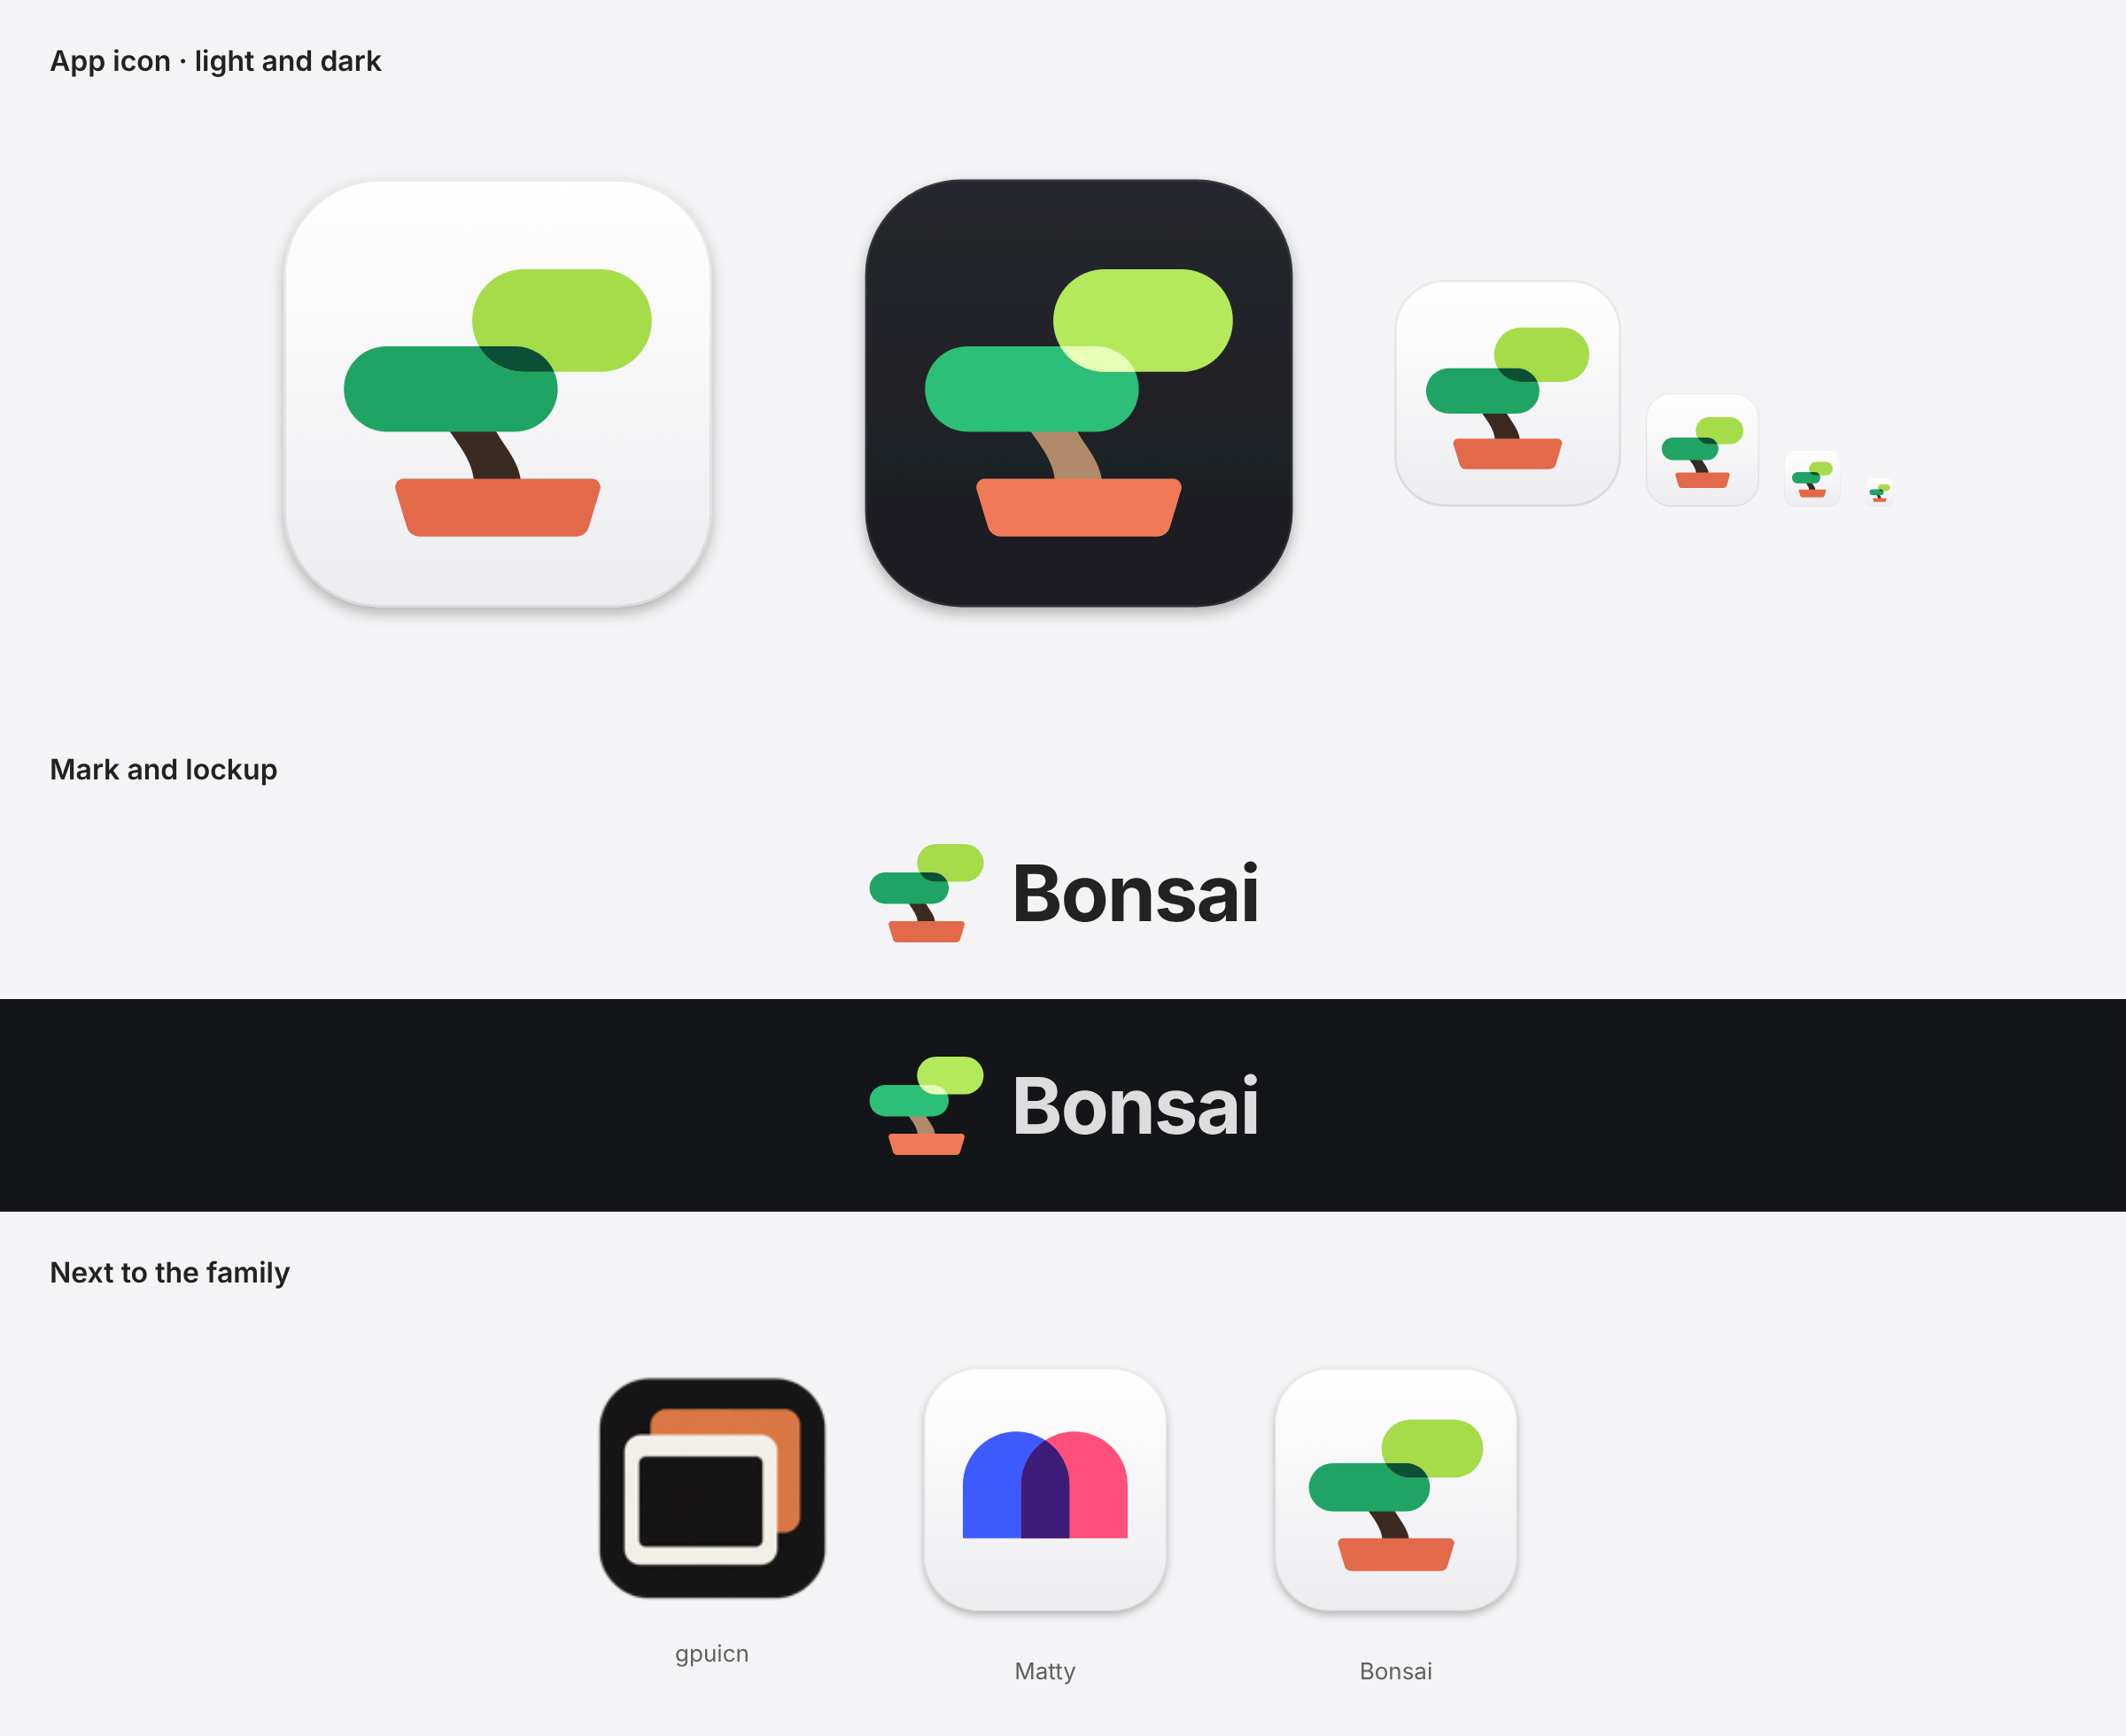 App icon · light and dark
Mark and lockup
Bonsai
Bonsai
Next to the family
gpuicn
Matty
Bonsai